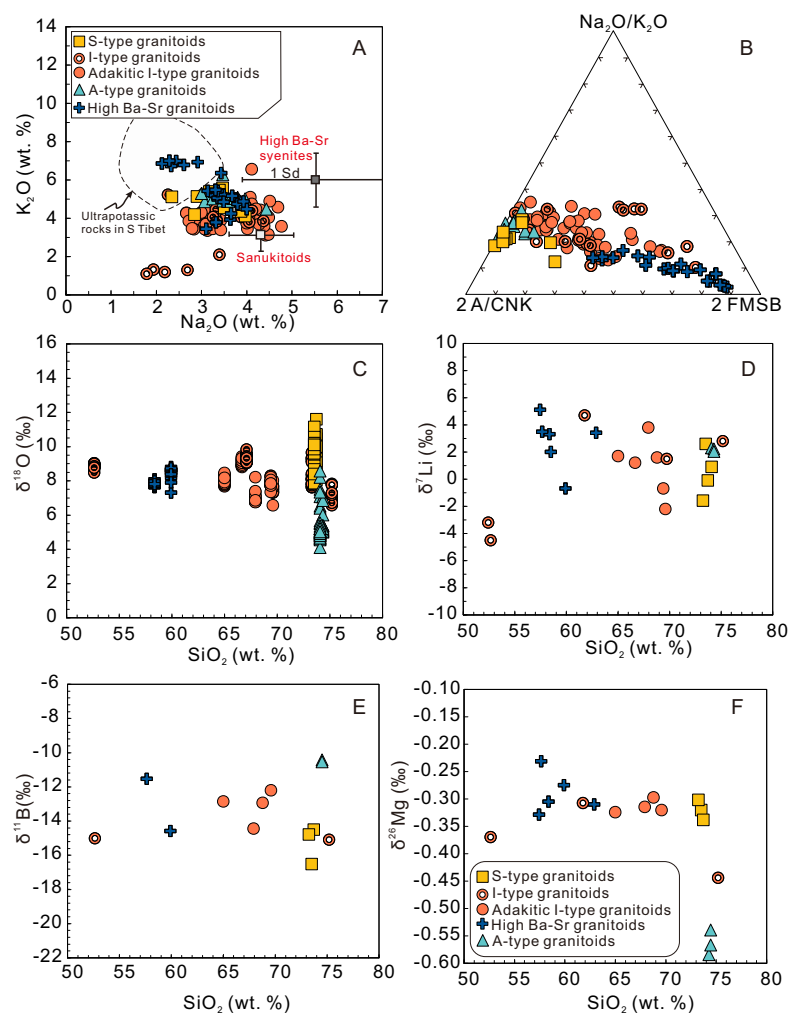 A
14
12
10
8
6
4
2
0
K₂O (wt. %)
S-type granitoids
I-type granitoids
Adakitic I-type granitoids
A-type granitoids
High Ba-Sr granitoids
High Ba-Sr
syenites
1 Sd
Ultrapotassic
rocks in S Tibet
Sanukitoids
0 1 2 3 4 5 6 7
Na₂O (wt. %)
Na₂O/K₂O
B
2 A/CNK
2 FMSB
C
16
14
12
10
8
6
4
2
0
δ¹⁸O (‰)
50 55 60 65 70 75 80
SiO₂ (wt. %)
D
10
8
6
4
2
0
-2
-4
-6
-8
-10
δ⁷Li (‰)
50 55 60 65 70 75 80
SiO₂ (wt. %)
E
-6
-8
-10
-12
-14
-16
-18
-20
-22
δ¹¹B(‰)
50 55 60 65 70 75 80
SiO₂ (wt. %)
F
-0.10
-0.15
-0.20
-0.25
-0.30
-0.35
-0.40
-0.45
-0.50
-0.55
-0.60
δ²⁶Mg (‰)
S-type granitoids
I-type granitoids
Adakitic I-type granitoids
High Ba-Sr granitoids
A-type granitoids
50 55 60 65 70 75 80
SiO₂ (wt. %)